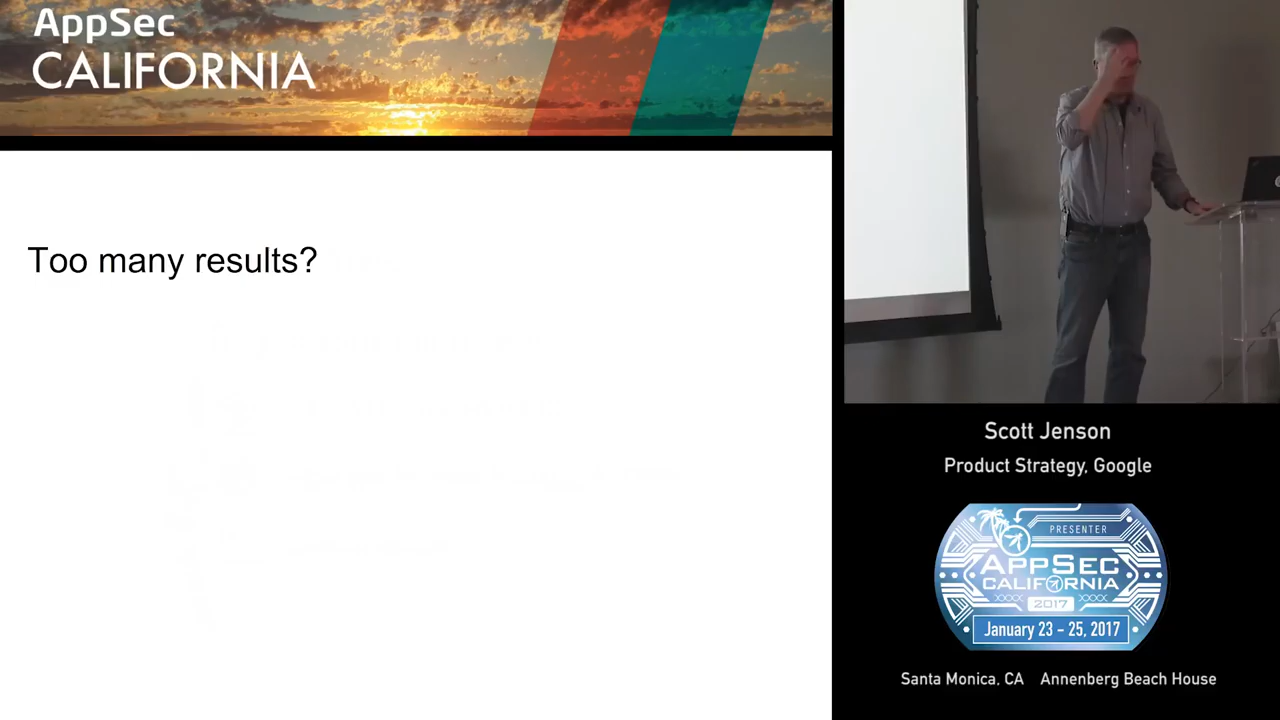 AppSec
CALIFORNIA
Too many results?
Scott Jenson
Product Strategy, Google
PRESENTER
APPSEC
CALIFORNIA
2017
January 23 - 25, 2017
Santa Monica, CA Annenberg Beach House